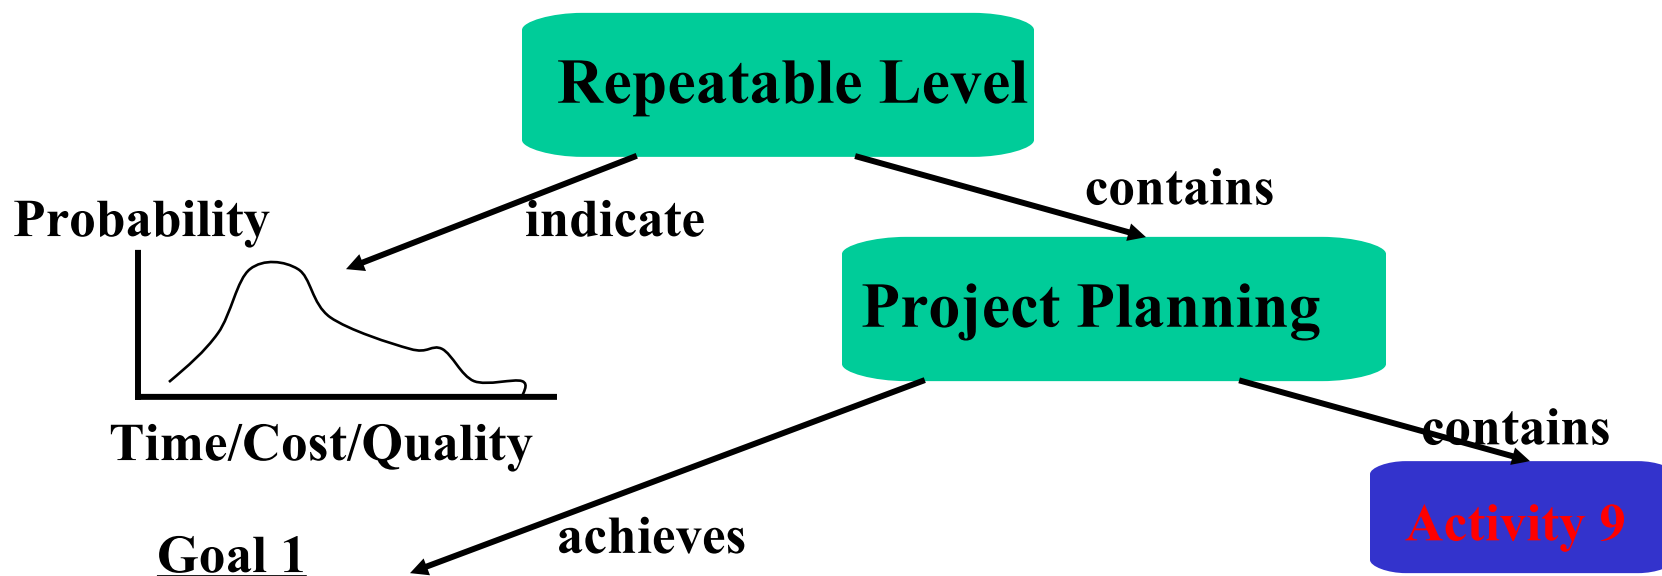 Repeatable Level
contains
Probability
indicate
Project Planning
Time/Cost/Quality
contains
Activity 9
achieves
Goal 1